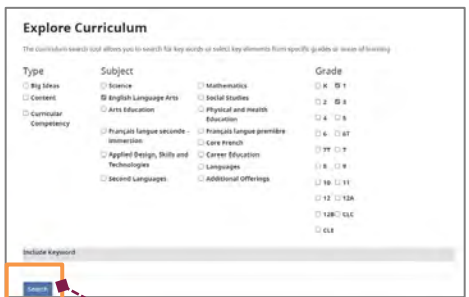 Explore Curriculum
The curriculum search tool allows you to search for key words or select key elements from specific grades or areas of learning
Type
Big Ideas
Content
Curricular
Competency
Subject
Science
English Language Arts
Arts Education
Français langue seconde -
immersion
Applied Design, Skills and
Technologies
Second Languages
Mathematics
Social Studies
Physical and Health
Education
Français langue première
Core French
Career Education
Languages
Additional Offerings
Grade
K 1
2 3
4 5
6 6T
7T 7
8 9
10 11
12 12A
12B CLC
CLE
Include Keyword
Search